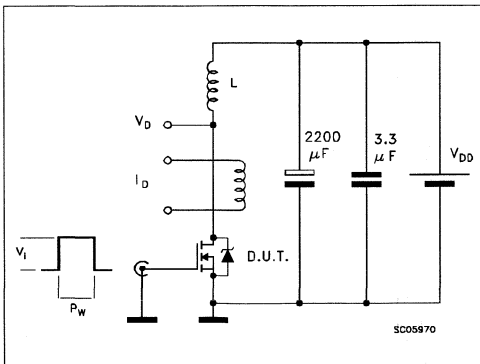 L
V_D
2200
µF
3.3
µF
V_DD
I_D
V_i
P_W
D.U.T.
SC05970